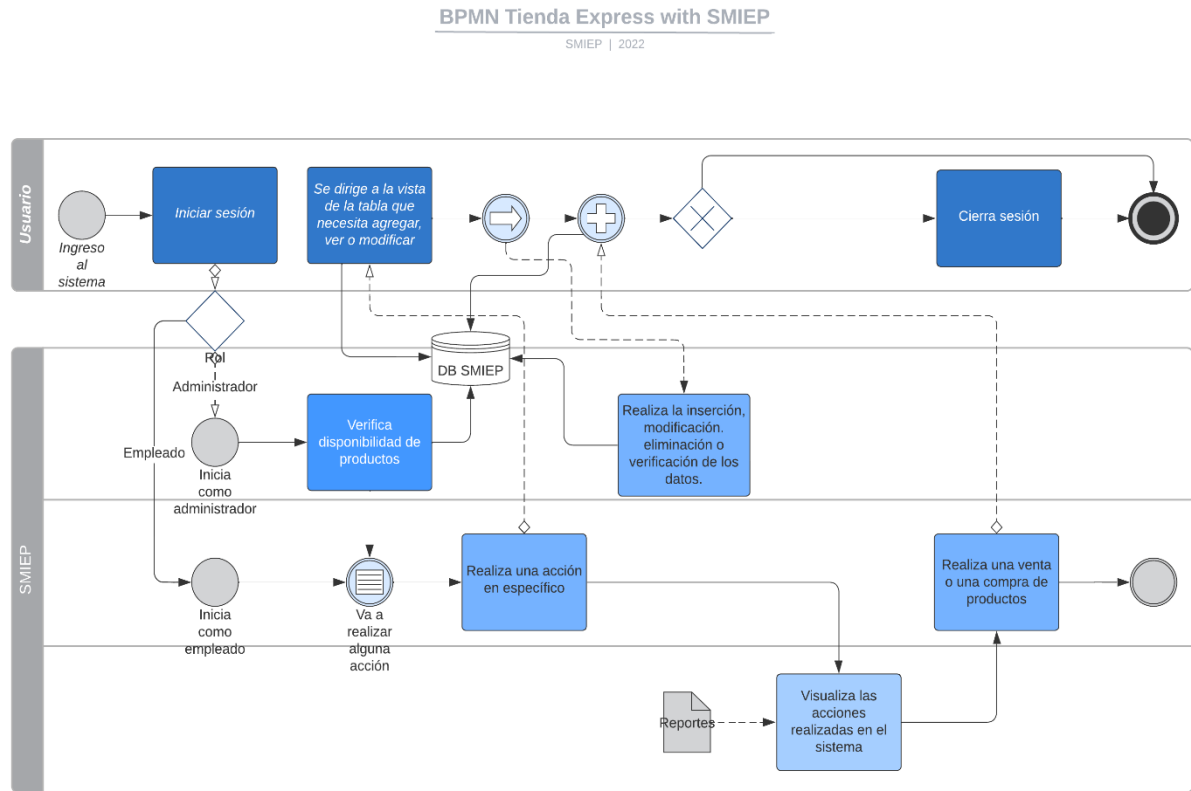 BPMN Tienda Express with SMIEP
SMIEP | 2022
Usuario
Ingreso
al
sistema
Iniciar sesión
Se dirige a la vista
de la tabla que
necesita agregar,
ver o modificar
Cierra sesión
Rol
Administrador
Empleado
DB SMIEP
SMIEP
Inicia
como
administrador
Verifica
disponibilidad de
productos
Realiza la inserción,
modificación.
eliminación o
verificación de los
datos.
Inicia
como
empleado
Va a
realizar
alguna
acción
Realiza una acción
en específico
Realiza una venta
o una compra de
productos
Reportes
Visualiza las
acciones
realizadas en el
sistema